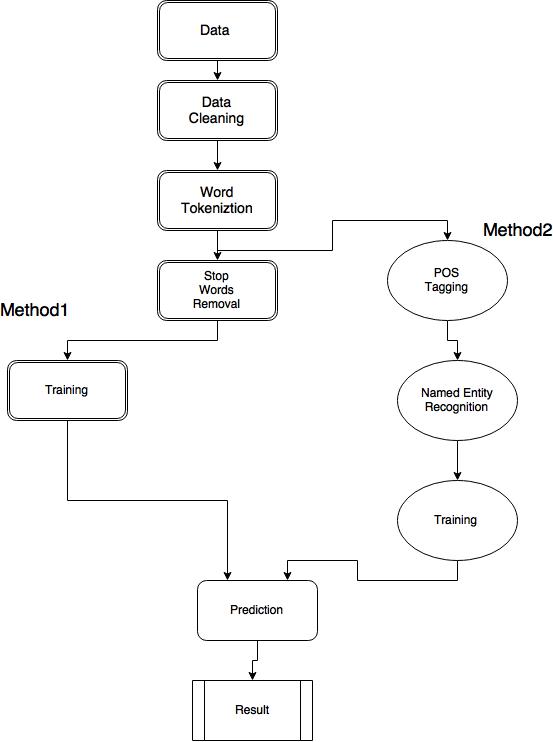 Data
Data
Cleaning
Word
Tokeniztion
Method2
Stop
Words
Removal
POS
Tagging
Method1
Training
Named Entity
Recognition
Training
Prediction
Result